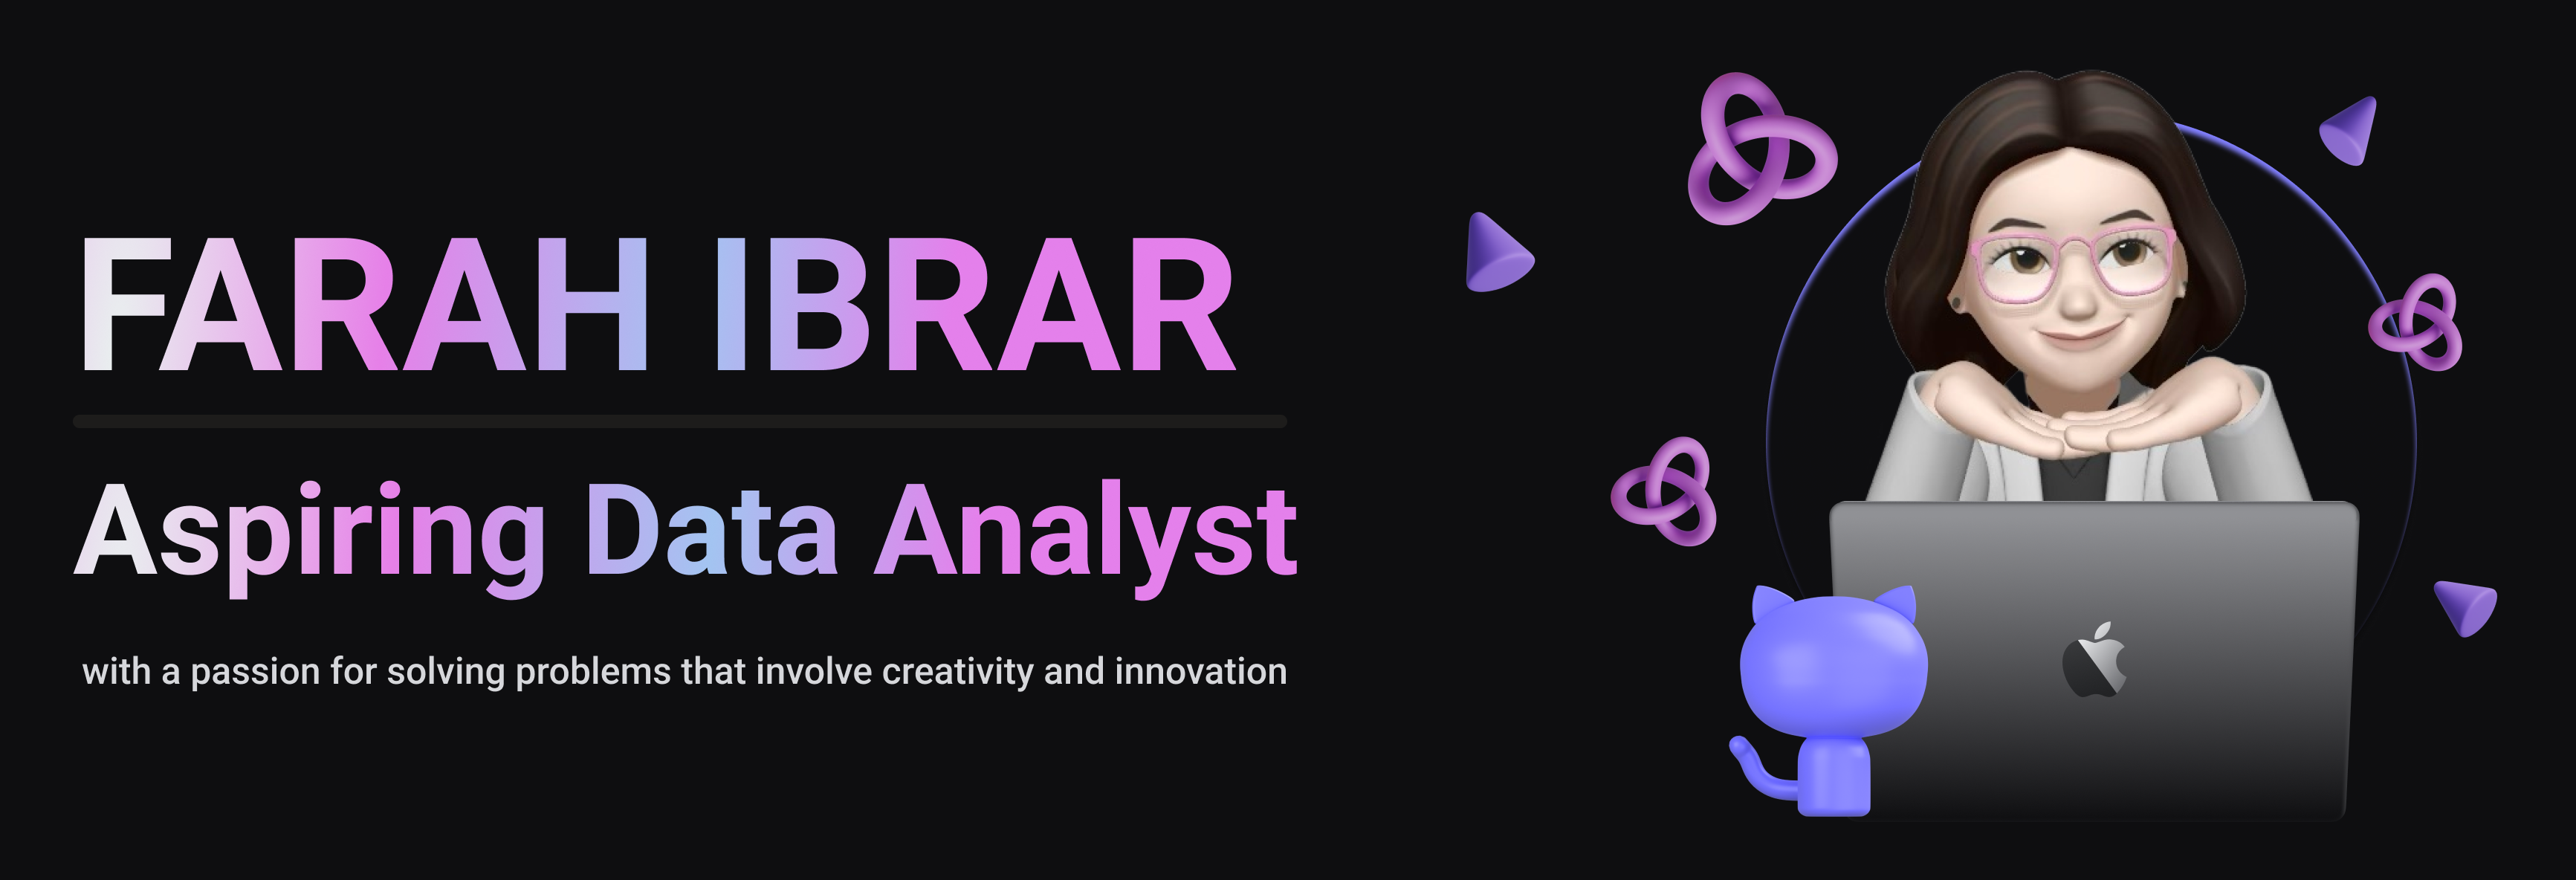 FARAH IBRAR
Aspiring Data Analyst
with a passion for solving problems that involve creativity and innovation